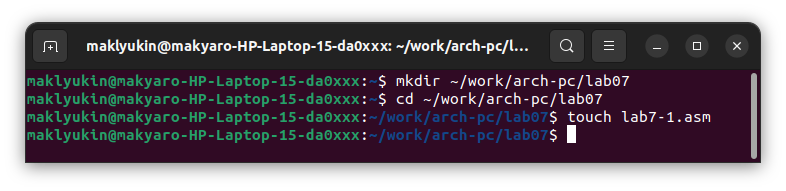 maklyukin@makyaro-HP-Laptop-15-da0xxx: ~/work/arch-pc/l...
maklyukin@makyaro-HP-Laptop-15-da0xxx:~$ mkdir ~/work/arch-pc/lab07
maklyukin@makyaro-HP-Laptop-15-da0xxx:~$ cd ~/work/arch-pc/lab07
maklyukin@makyaro-HP-Laptop-15-da0xxx:~/work/arch-pc/lab07$ touch lab7-1.asm
maklyukin@makyaro-HP-Laptop-15-da0xxx:~/work/arch-pc/lab07$